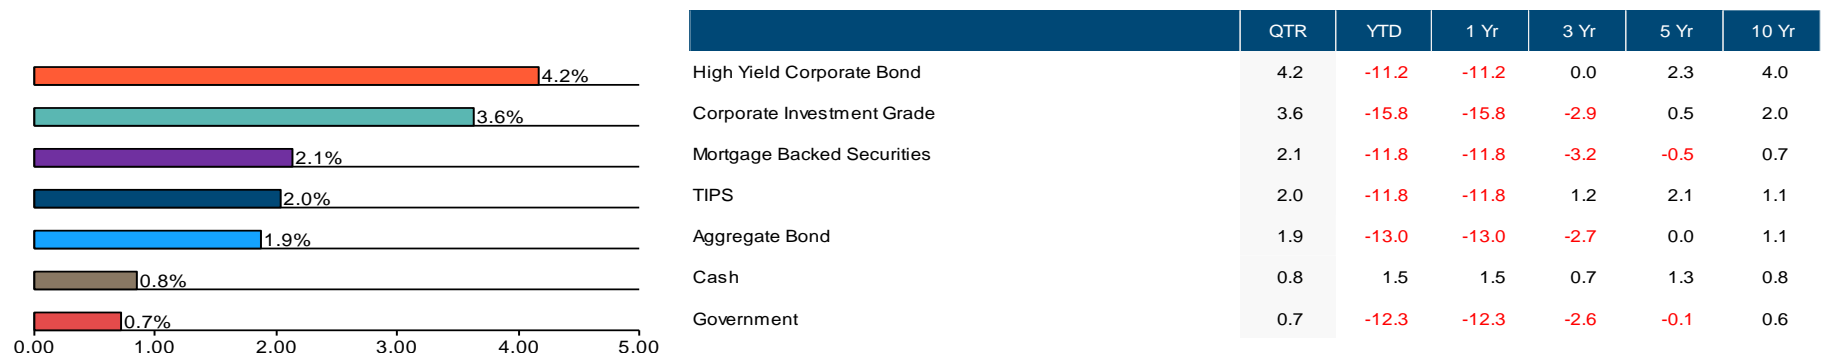 QTR YTD 1 Yr 3 Yr 5 Yr 10 Yr
4.2% High Yield Corporate Bond 4.2 -11.2 -11.2 0.0 2.3 4.0
3.6% Corporate Investment Grade 3.6 -15.8 -15.8 -2.9 0.5 2.0
2.1% Mortgage Backed Securities 2.1 -11.8 -11.8 -3.2 -0.5 0.7
2.0% TIPS 2.0 -11.8 -11.8 1.2 2.1 1.1
1.9% Aggregate Bond 1.9 -13.0 -13.0 -2.7 0.0 1.1
0.8% Cash 0.8 1.5 1.5 0.7 1.3 0.8
0.7% Government 0.7 -12.3 -12.3 -2.6 -0.1 0.6
0.00 1.00 2.00 3.00 4.00 5.00